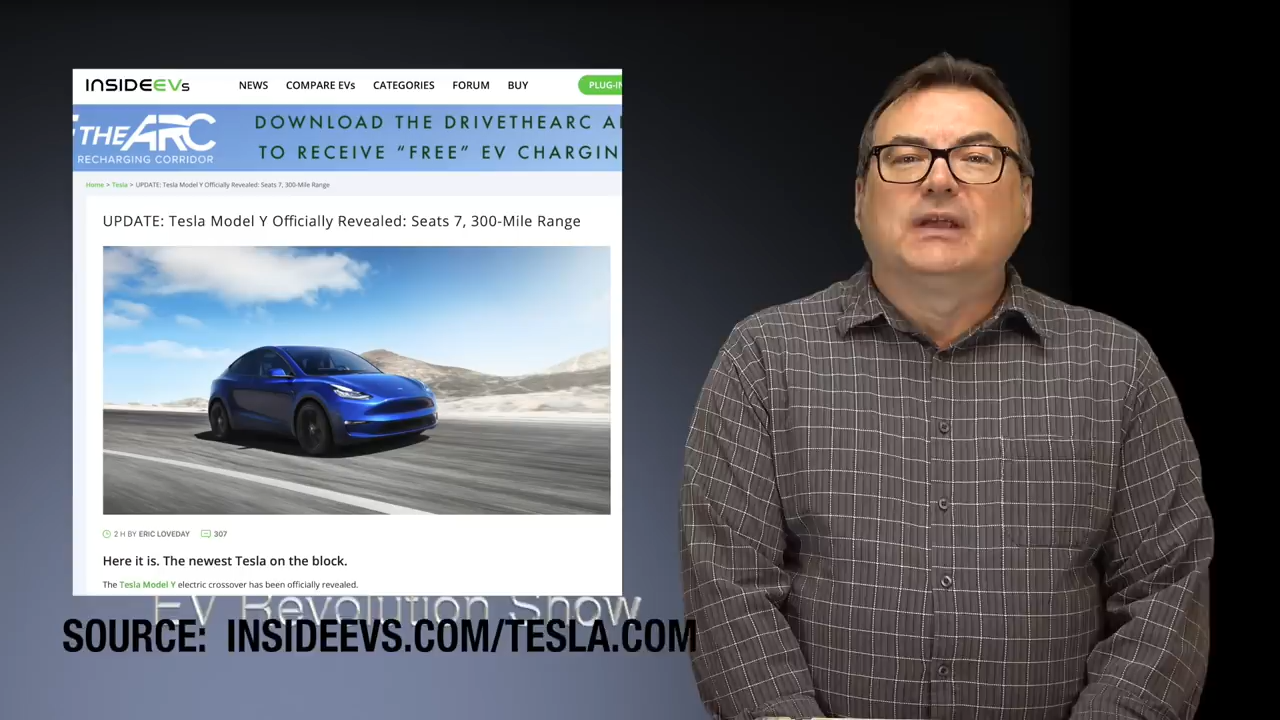 INSIDEEVs NEWS COMPARE EVs CATEGORIES FORUM BUY PLUG-IN
THE ARC
RECHARGING CORRIDOR
DOWNLOAD THE DRIVETHEARC A
TO RECEIVE "FREE" EV CHARGIN
Home > Tesla > UPDATE: Tesla Model Y Officially Revealed: Seats 7, 300-Mile Range
UPDATE: Tesla Model Y Officially Revealed: Seats 7, 300-Mile Range
2 H BY ERIC LOVEDAY 307
Here it is. The newest Tesla on the block.
The Tesla Model Y electric crossover has been officially revealed.
EV Revolution Show
SOURCE: INSIDEEVS.COM/TESLA.COM